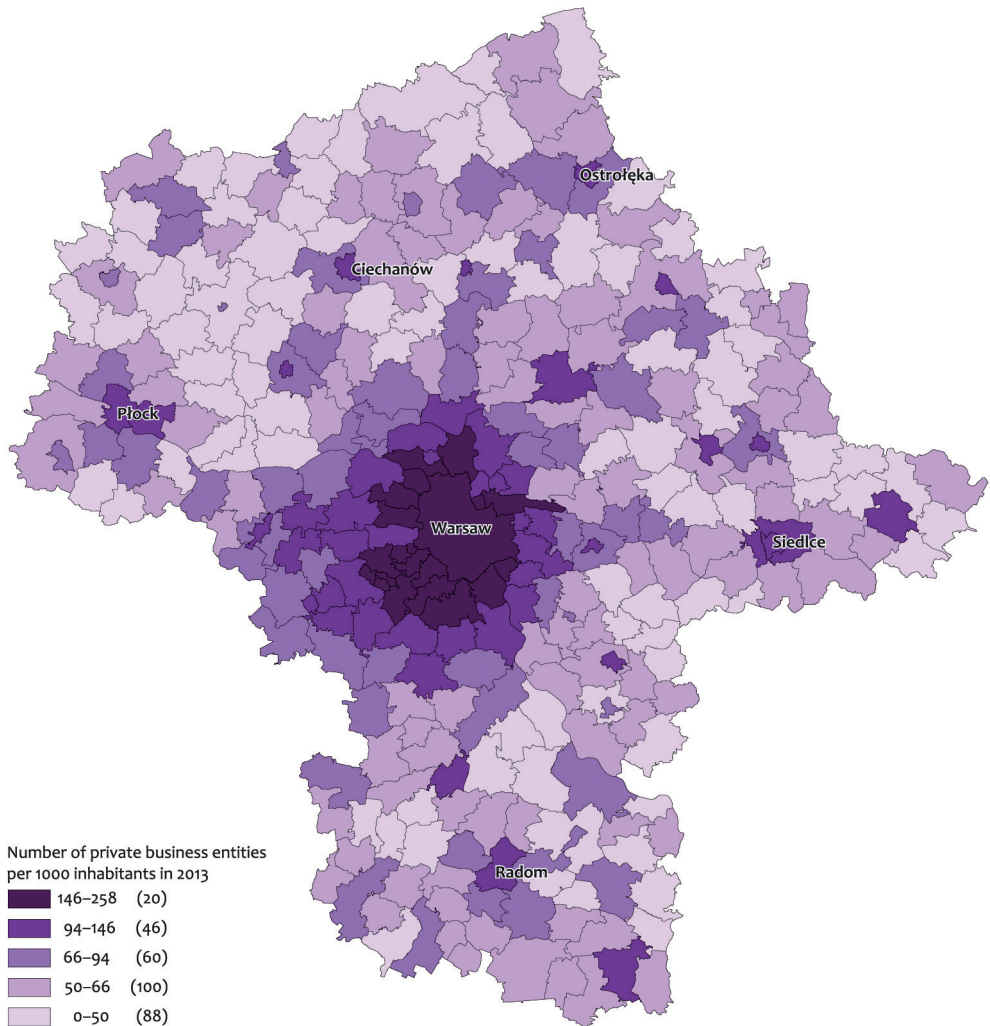 Ostrołęka
Ciechanów
Płock
Warsaw
Siedlce
Radom
Number of private business entities
per 1000 inhabitants in 2013
146–258 (20)
94–146 (46)
66–94 (60)
50–66 (100)
0–50 (88)